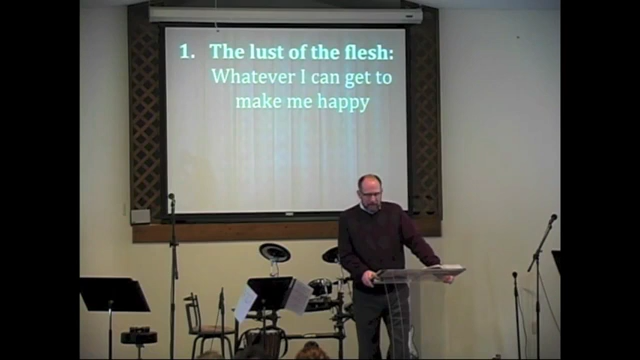 1. The lust of the flesh:
Whatever I can get to
make me happy